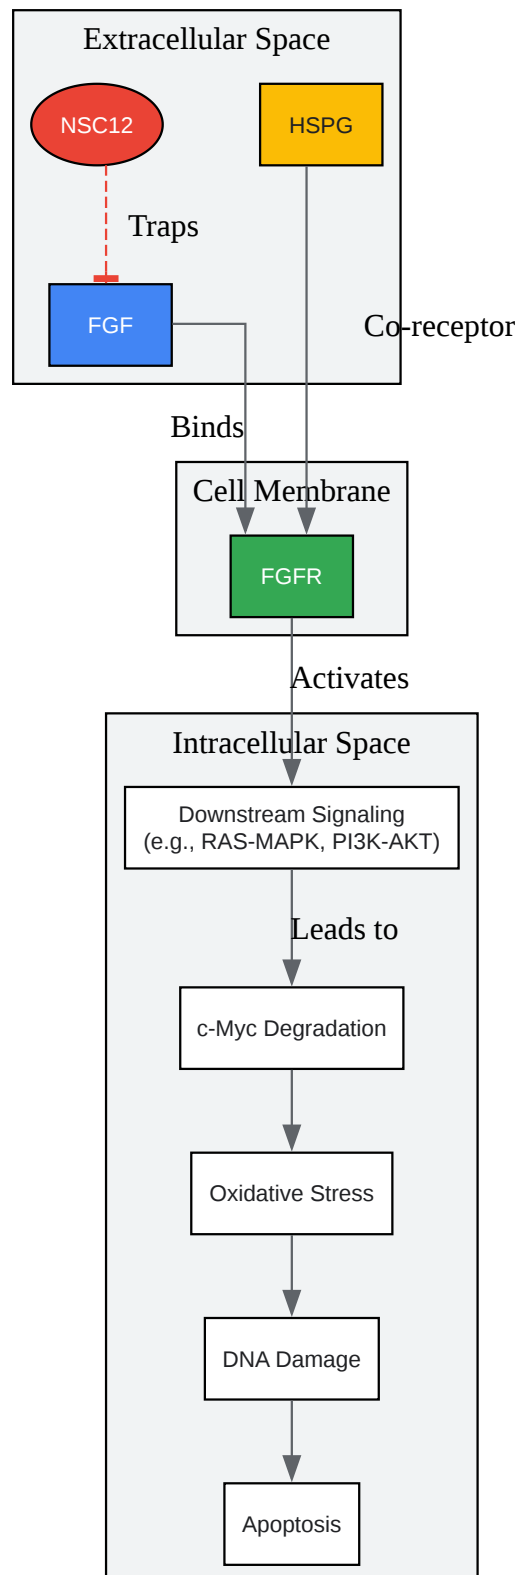 Extracellular Space
NSC12
HSPG
Traps
FGF
Co-receptor
Binds
Cell Membrane
FGFR
Activates
Intracellular Space
Downstream Signaling
(e.g., RAS-MAPK, PI3K-AKT)
Leads to
c-Myc Degradation
Oxidative Stress
DNA Damage
Apoptosis